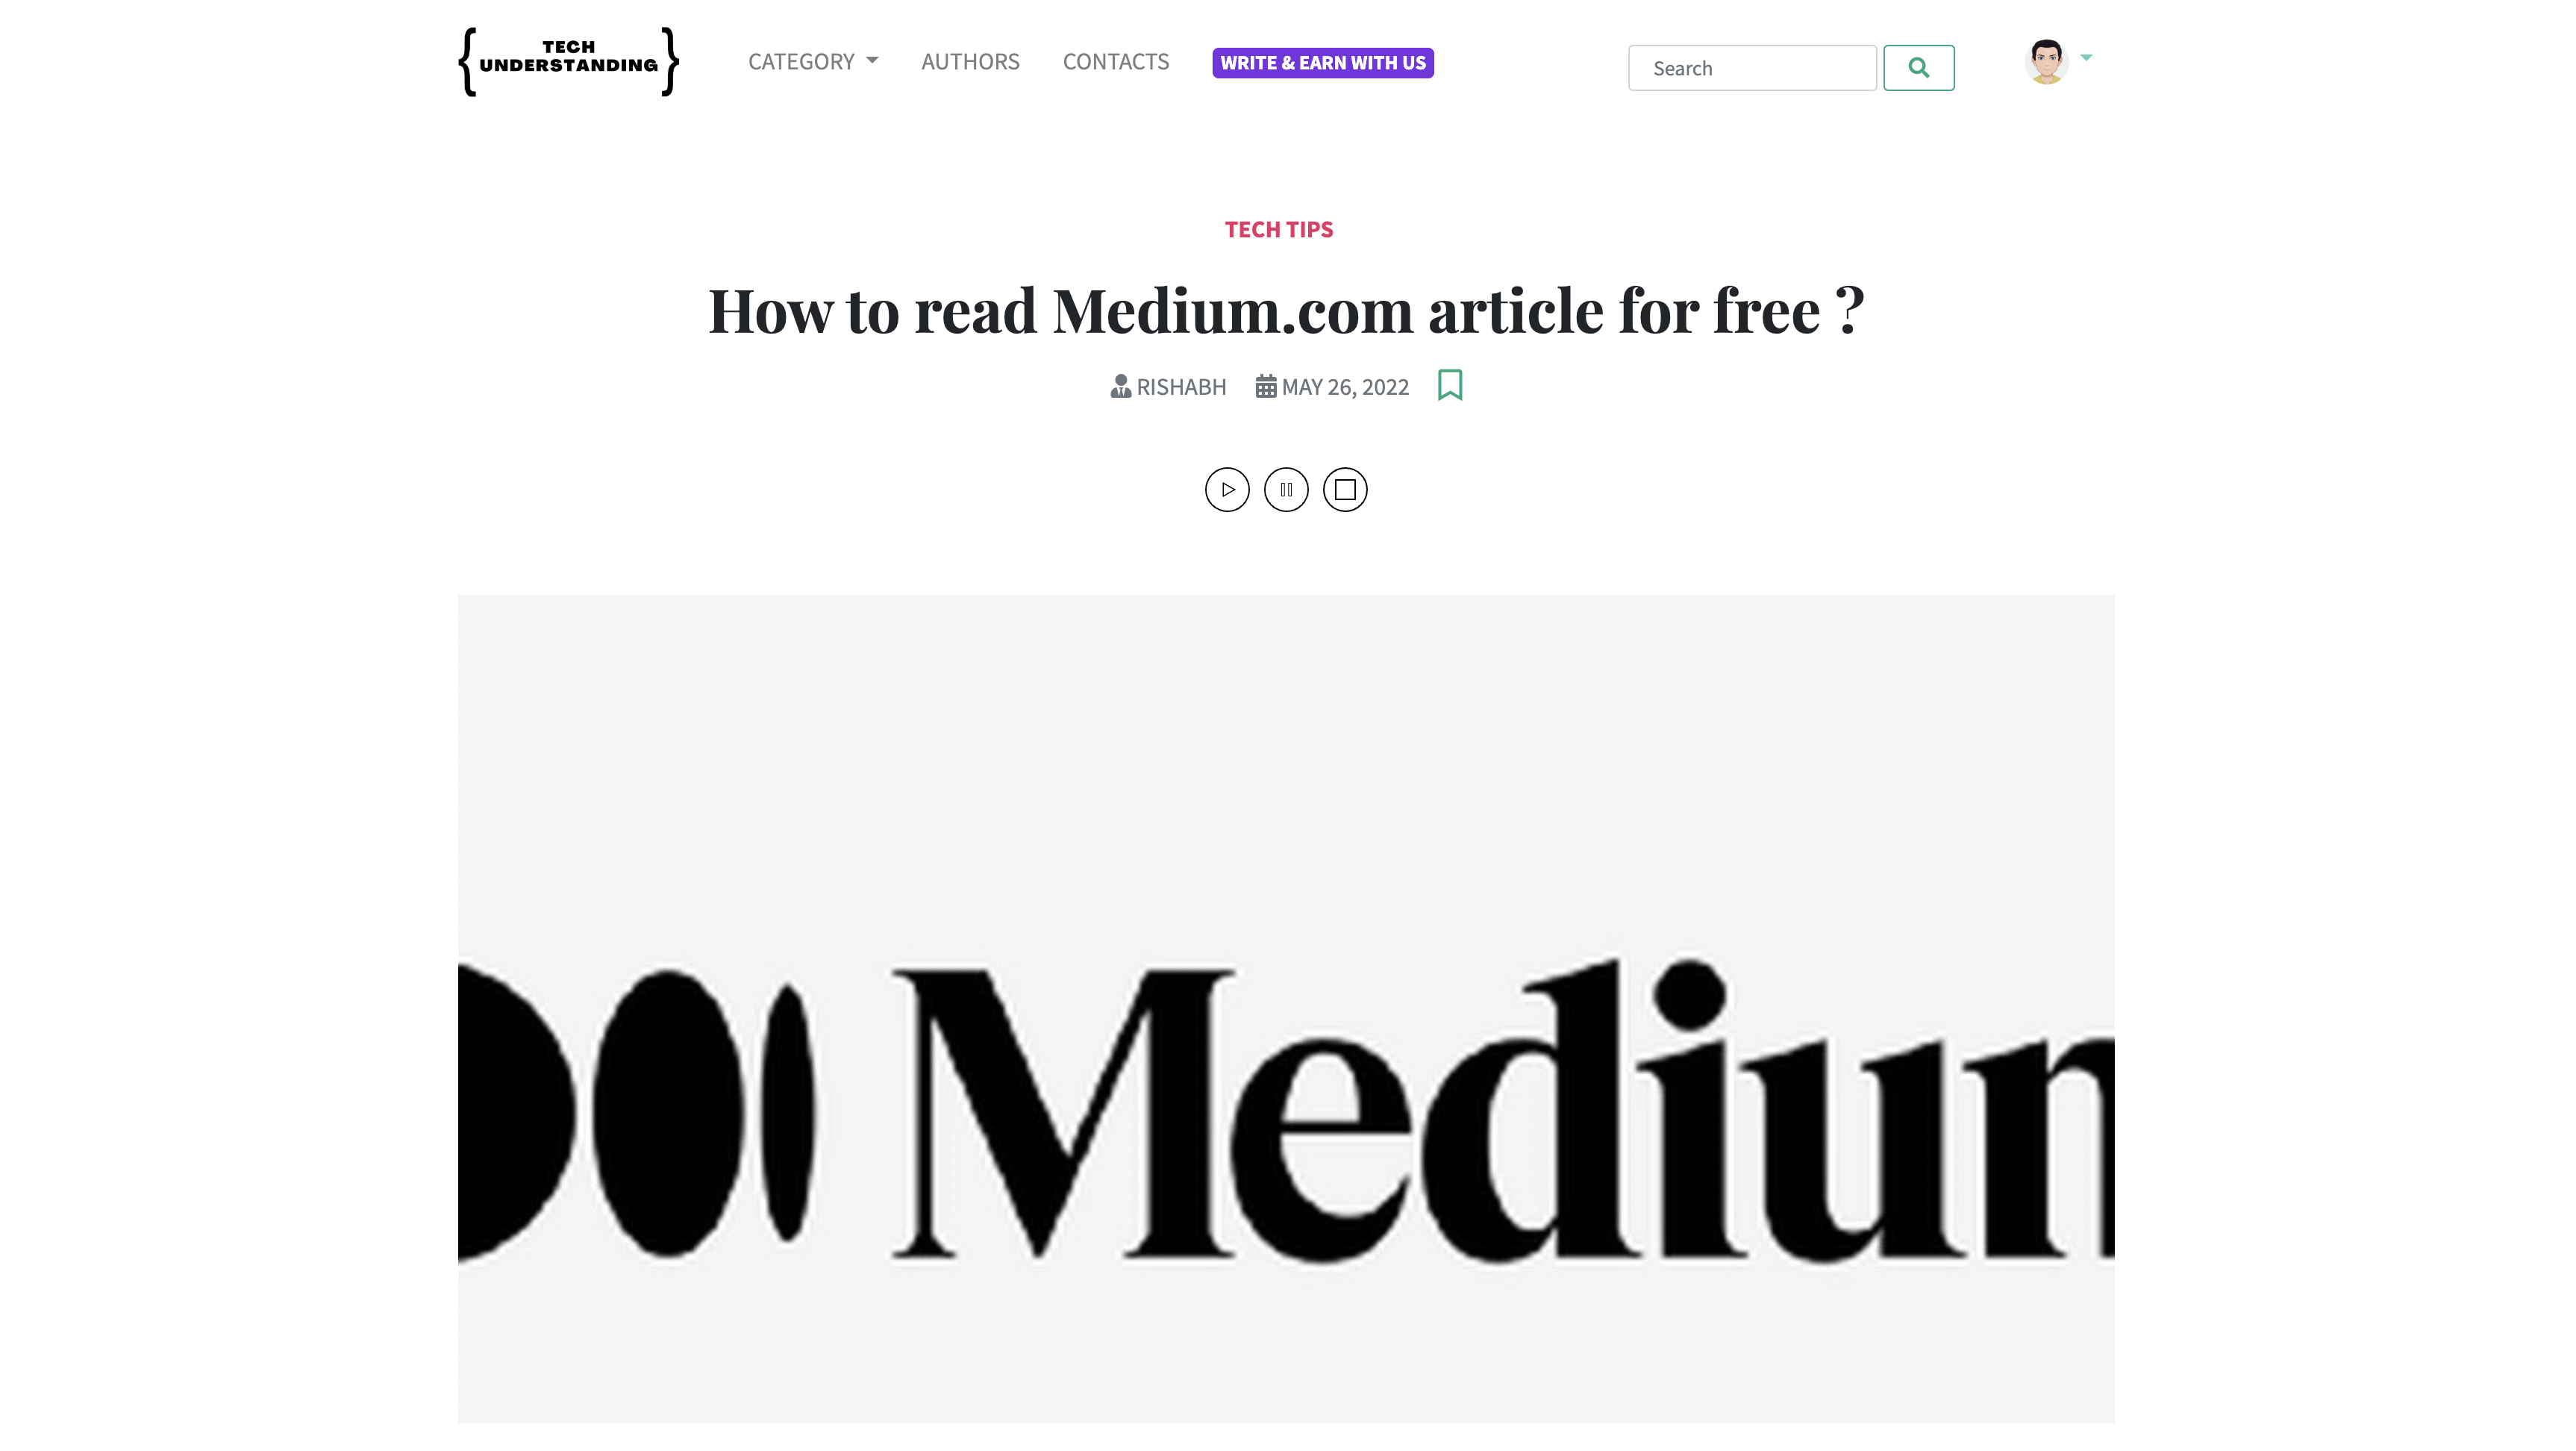 TECH
UNDERSTANDING
CATEGORY
AUTHORS
CONTACTS
WRITE & EARN WITH US
Search
TECH TIPS
How to read Medium.com article for free ?
RISHABH
MAY 26, 2022
Medium